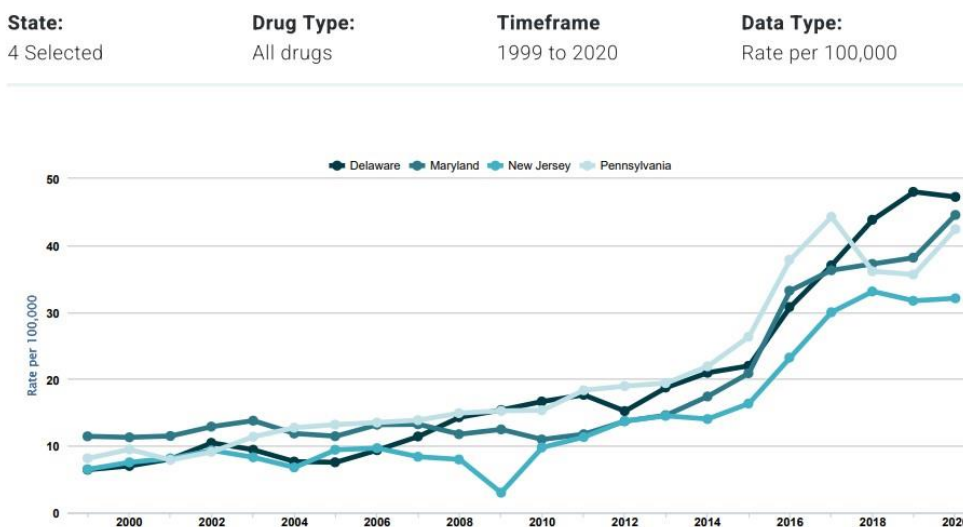 State: Drug Type: Timeframe Data Type:
4 Selected All drugs 1999 to 2020 Rate per 100,000
Delaware Maryland New Jersey Pennsylvania
50
40
30
20
10
0
Rate per 100,000
2000 2002 2004 2006 2008 2010 2012 2014 2016 2018 2020